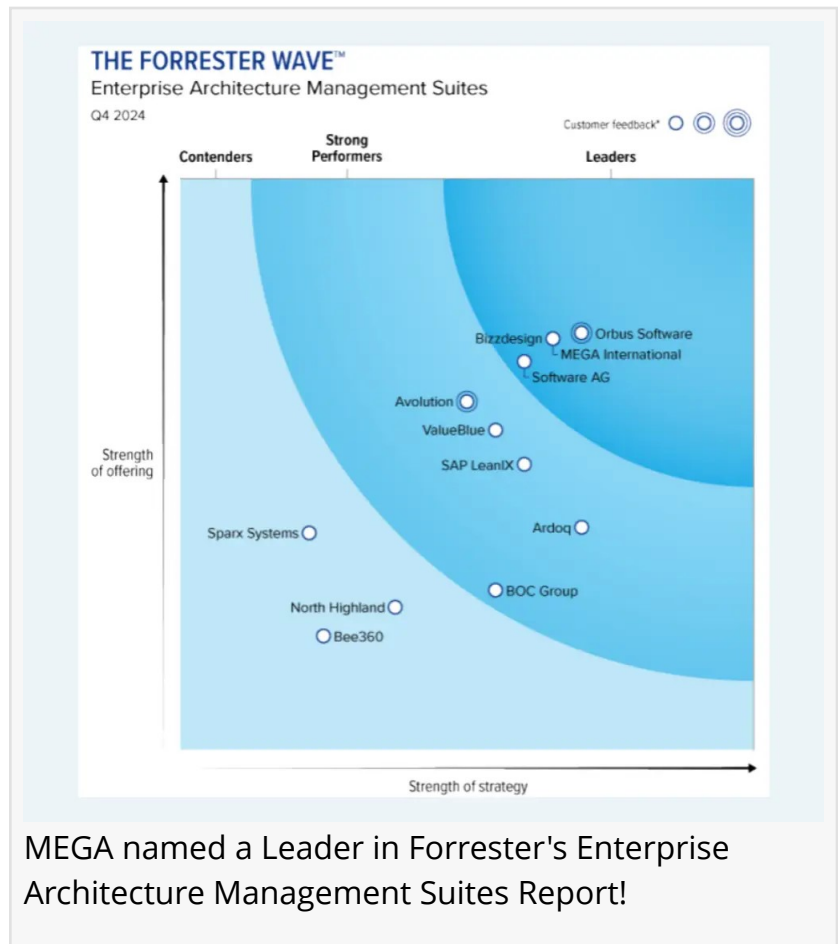 THE FORRESTER WAVE™
Enterprise Architecture Management Suites
Q4 2024
Customer feedback*
Contenders
Strong
Performers
Leaders
Bizzdesign
Orbus Software
MEGA International
Software AG
Avolution
ValueBlue
SAP LeanIX
Strength
of offering
Sparx Systems
Ardoq
BOC Group
North Highland
Bee360
Strength of strategy
MEGA named a Leader in Forrester's Enterprise
Architecture Management Suites Report!